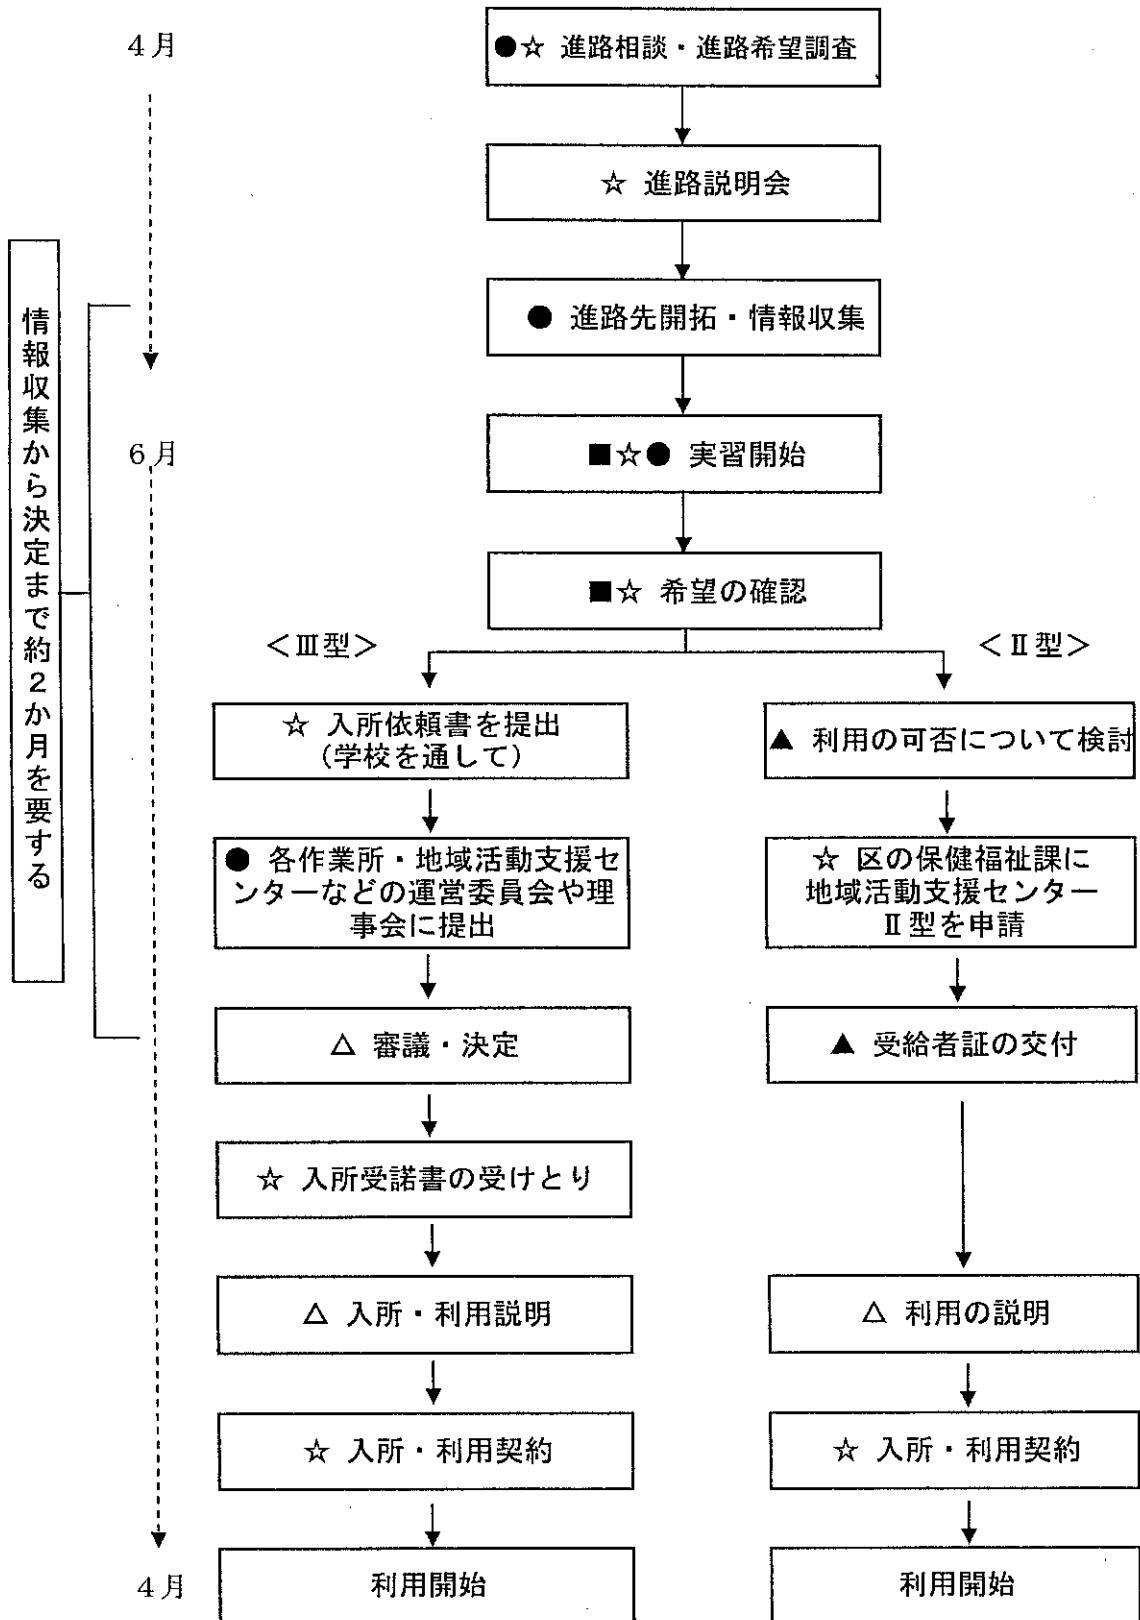 4月
●☆ 進路相談・進路希望調査
☆ 進路説明会
● 進路先開拓・情報収集
情報収集から決定まで約2か月を要する
6月
■☆● 実習開始
■☆ 希望の確認
＜Ⅲ型＞
＜Ⅱ型＞
☆ 入所依頼書を提出
(学校を通して)
▲ 利用の可否について検討
● 各作業所・地域活動支援セ
ンターなどの運営委員会や理
事会に提出
☆ 区の保健福祉課に
地域活動支援センター
Ⅱ型を申請
△ 審議・決定
▲ 受給者証の交付
☆ 入所受諾書の受けとり
△ 入所・利用説明
△ 利用の説明
☆ 入所・利用契約
☆ 入所・利用契約
4月
利用開始
利用開始